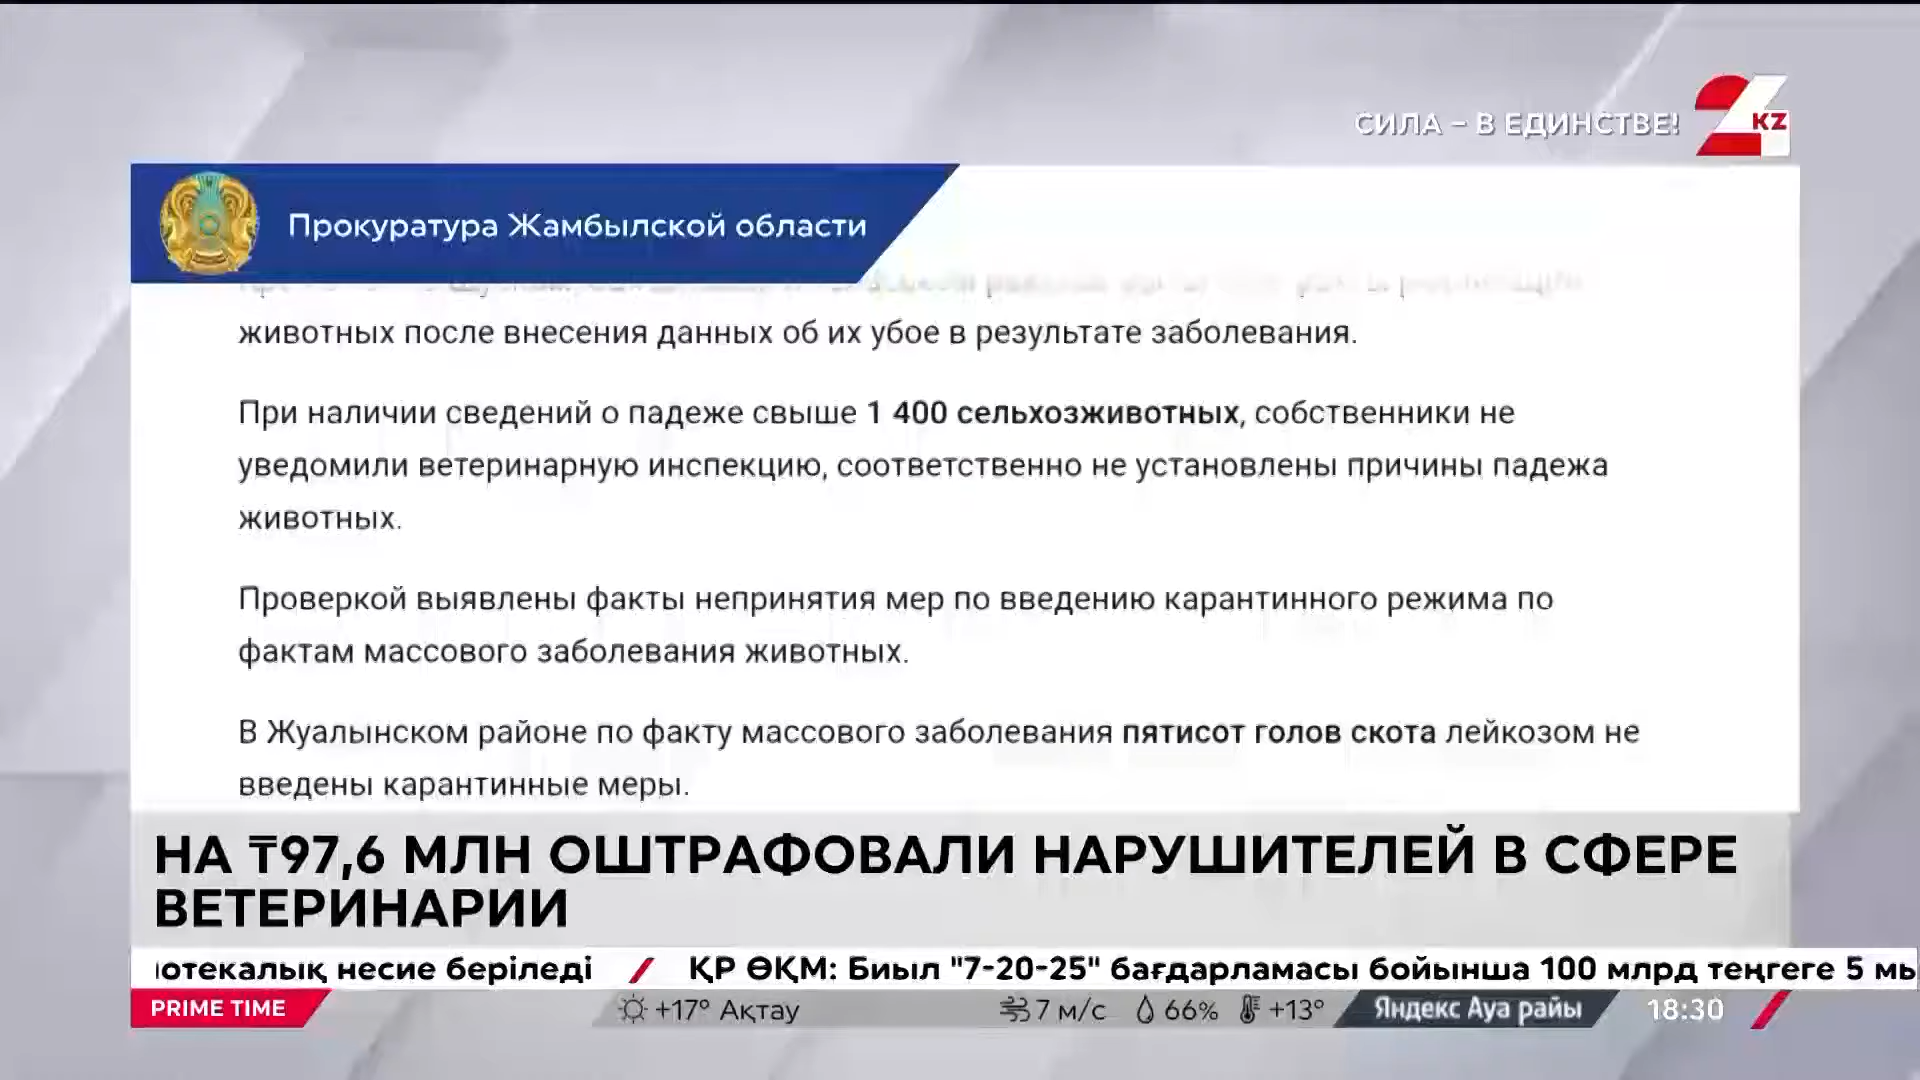 СИЛА – В ЕДИНСТВЕ!
24 KZ
Прокуратура Жамбылской области
животных после внесения данных об их убое в результате заболевания.
При наличии сведений о падеже свыше 1 400 сельхозживотных, собственники не
уведомили ветеринарную инспекцию, соответственно не установлены причины падежа
животных.
Проверкой выявлены факты непринятия мер по введению карантинного режима по
фактам массового заболевания животных.
В Жуалынском районе по факту массового заболевания пятисот голов скота лейкозом не
введены карантинные меры.
НА ₸97,6 МЛН ОШТРАФОВАЛИ НАРУШИТЕЛЕЙ В СФЕРЕ
ВЕТЕРИНАРИИ
потекалық несие беріледі / ҚР ӨҚМ: Биыл "7-20-25" бағдарламасы бойынша 100 млрд теңгеге 5 мы
PRIME TIME +17° Ақтау 7 м/с 66% +13° Яндекс Ауа райы 18:30